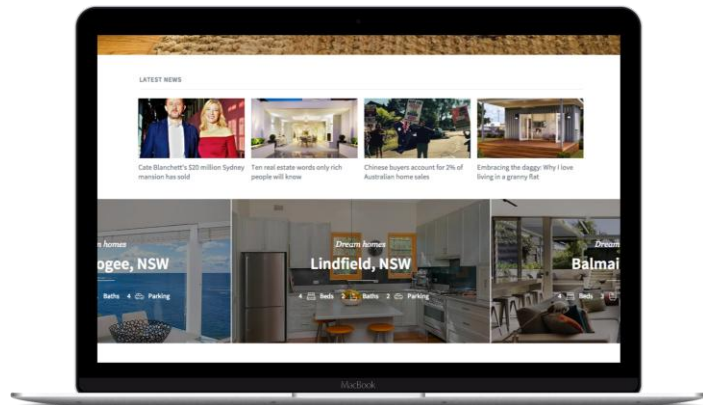 LATEST NEWS
Cate Blanchett's $20 million Sydney
mansion has sold
Ten real estate words only rich
people will know
Chinese buyers account for 2% of
Australian home sales
Embracing the daggy: Why I love
living in a granny flat
n homes
ogee, NSW
Baths 4 Parking
Dream homes
Lindfield, NSW
4 Beds 2 Baths 2 Parking
Dream
Balmai
4 Beds
MacBook